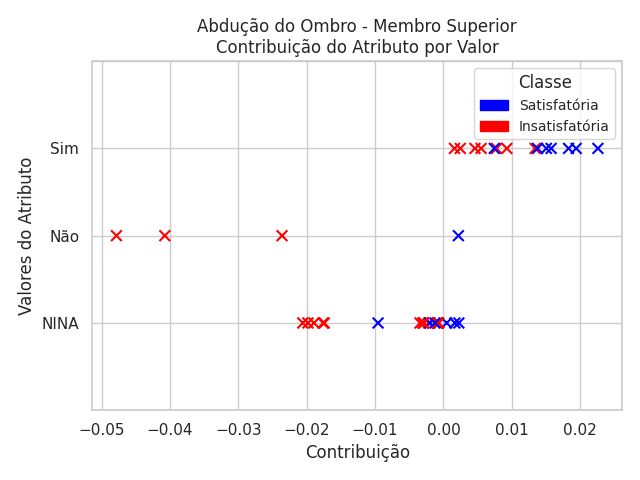 Abdução do Ombro - Membro Superior
Contribuição do Atributo por Valor
Classe
Satisfatória
Insatisfatória
Valores do Atributo
Sim
Não
NINA
−0.05 −0.04 −0.03 −0.02 −0.01 0.00 0.01 0.02
Contribuição